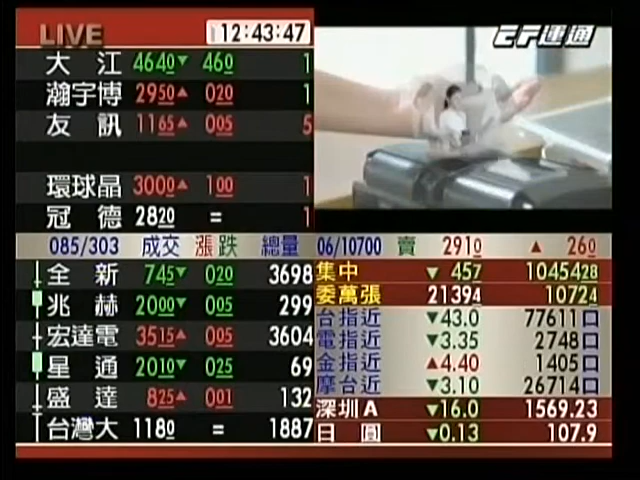 LIVE 12:43:47
ET運通
大江 4640▼ 460 1
瀚宇博 2950▲ 020 1
友訊 1165▲ 005 5
環球晶 3000▲ 100 1
冠德 2820 = 1
085/303 成交 漲跌 總量
全新 745▼ 020 3698
兆赫 2000▼ 005 299
宏達電 3515▲ 005 3604
星通 2010▼ 025 69
盛達 825▲ 001 132
台灣大 1180 = 1887
06/10700 賣 2910 ▲ 260
集中 ▼ 457 1045428
委萬張 21394 10724
台指近 ▼43.0 77611口
電指近 ▼3.35 2748口
金指近 ▲4.40 1405口
摩台近 ▼3.10 26714口
深圳A ▼16.0 1569.23
日圓 ▼0.13 107.9